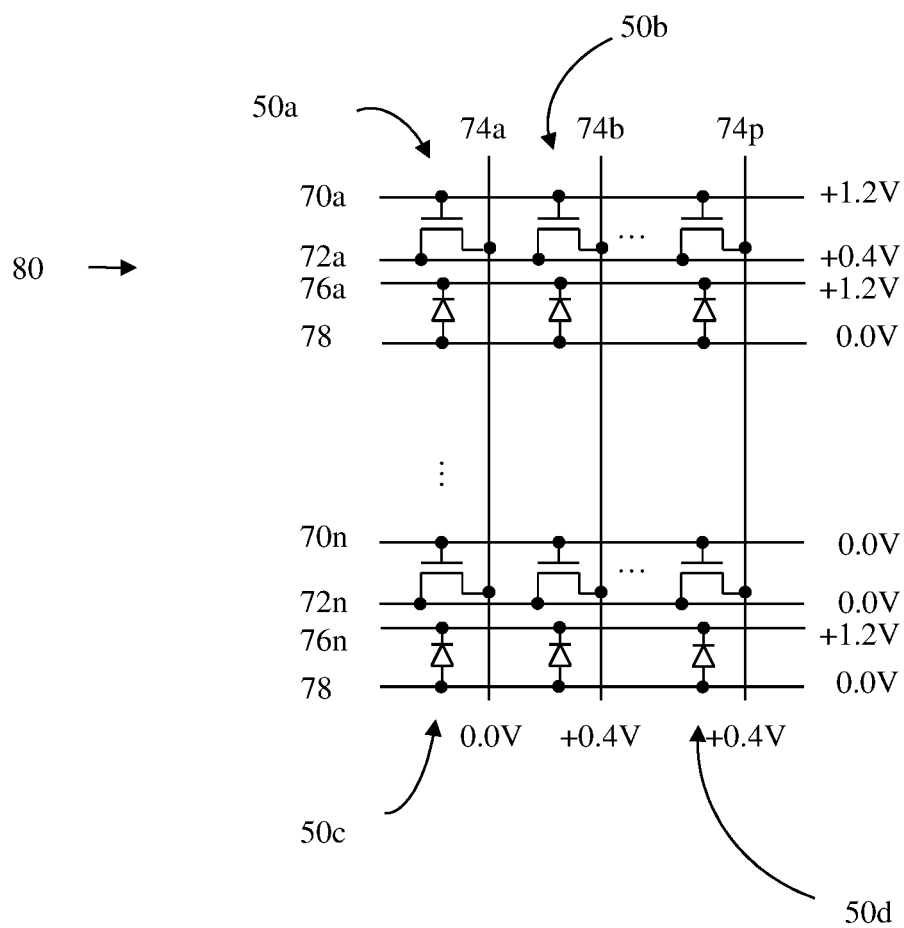 50b
50a
74a 74b 74p
70a +1.2V
...
72a +0.4V
80
76a +1.2V
78 0.0V
...
70n 0.0V
...
72n 0.0V
76n +1.2V
78 0.0V
0.0V +0.4V +0.4V
50c
50d